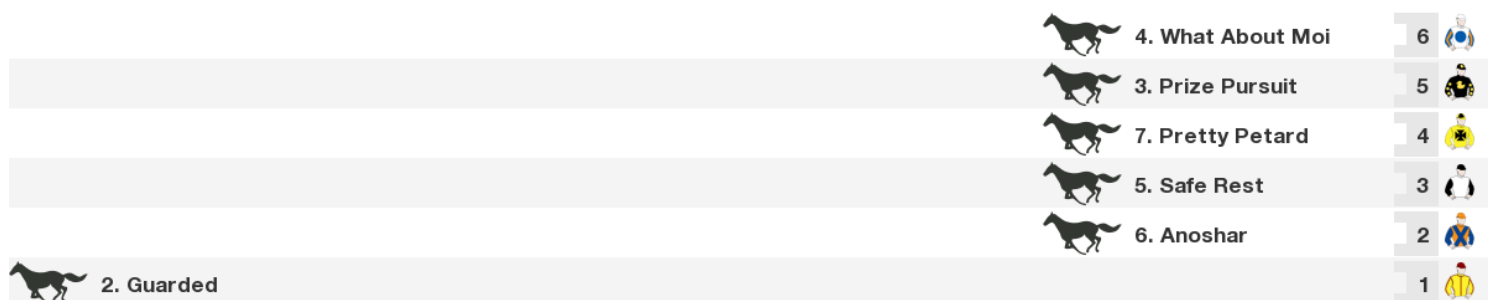 4. What About Moi 6
3. Prize Pursuit 5
7. Pretty Petard 4
5. Safe Rest 3
6. Anoshar 2
2. Guarded 1